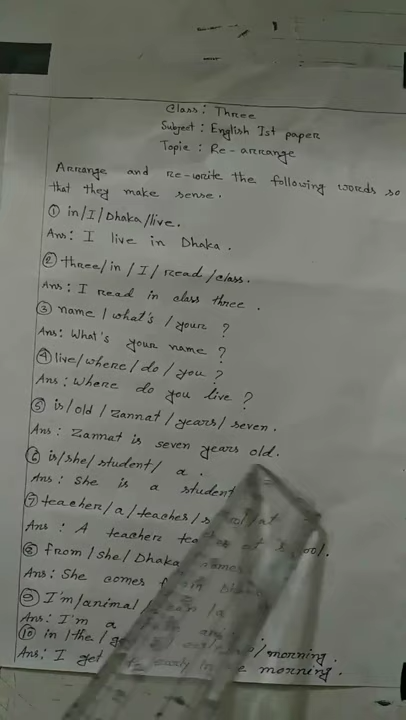 Class: Three
Subject: English Ist paper
Topic: Re-arrange
Arrange and re-write the following words so
that they make sense.
① in/I/Dhaka/live.
Ans: I live in Dhaka.
② three/in/I/read/class.
Ans: I read in class three.
③ name/what's/your?
Ans: What's your name?
④ live/where/do/you?
Ans: Where do you live?
⑤ is/old/Zannat/years/seven.
Ans: Zannat is seven years old.
⑥ is/she/student/a.
Ans: She is a student
⑦ teacher/a/teaches/ /at
Ans: A teacher at
⑧ from/she/Dhaka
Ans: She comes from
⑨ I'm/animal /a
Ans: I'm a
⑩ in/the/ /morning.
Ans: I get in morning.